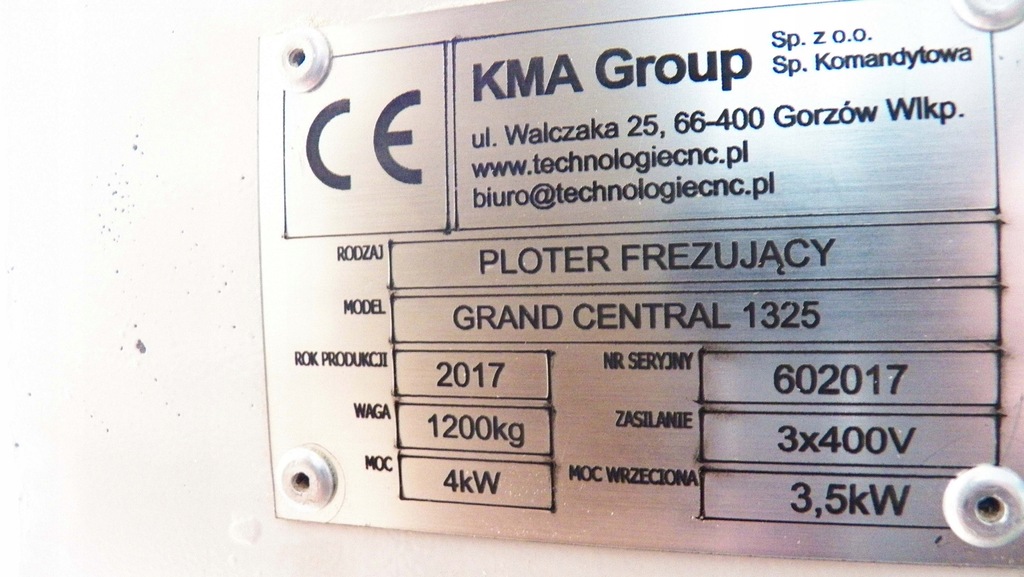 CE
KMA Group Sp. z o.o.
Sp. Komandytowa
ul. Walczaka 25, 66-400 Gorzów Wlkp.
www.technologiecnc.pl
biuro@technologiecnc.pl
RODZAJ PLOTER FREZUJĄCY
MODEL GRAND CENTRAL 1325
ROK PRODUKCJI 2017 NR SERYJNY 602017
WAGA 1200kg ZASILANIE 3x400V
MOC 4kW MOC WRZECIONA 3,5kW